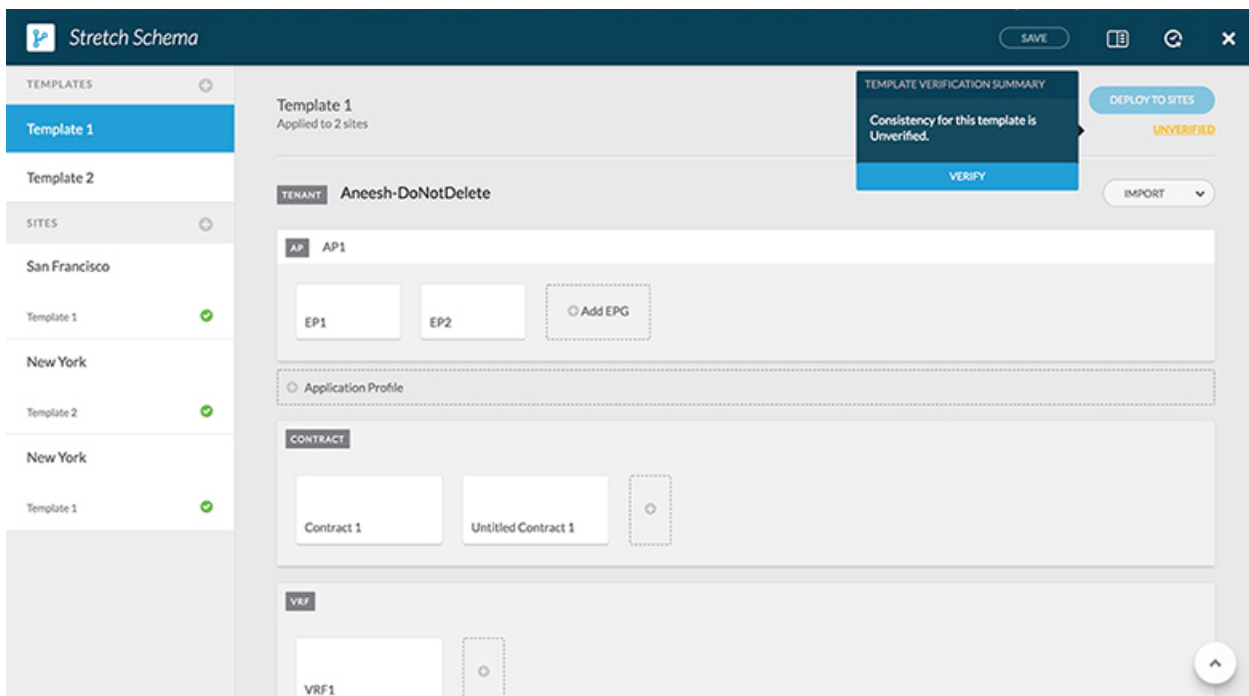 Stretch Schema
SAVE
TEMPLATES
Template 1
Template 2
SITES
San Francisco
Template 1
New York
Template 2
New York
Template 1
Template 1
Applied to 2 sites
TEMPLATE VERIFICATION SUMMARY
Consistency for this template is
Unverified.
VERIFY
DEPLOY TO SITES
UNVERIFIED
TENANT Aneesh-DoNotDelete
IMPORT
AP AP1
EP1
EP2
Add EPG
Application Profile
CONTRACT
Contract 1
Untitled Contract 1
VRF
VRF1